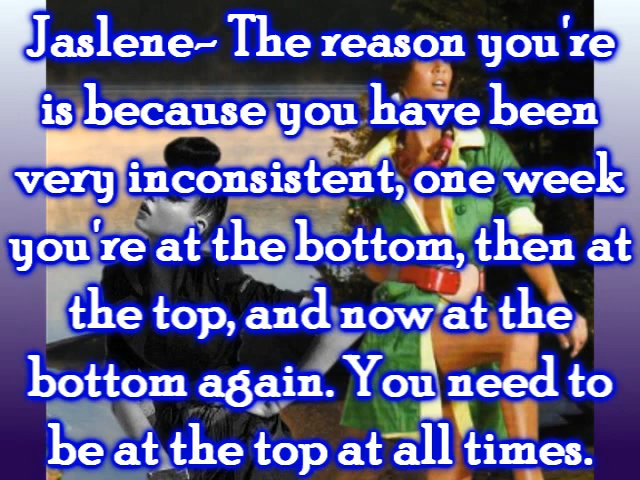 Jaslene- The reason you're
is because you have been
very inconsistent, one week
you're at the bottom, then at
the top, and now at the
bottom again. You need to
be at the top at all times.